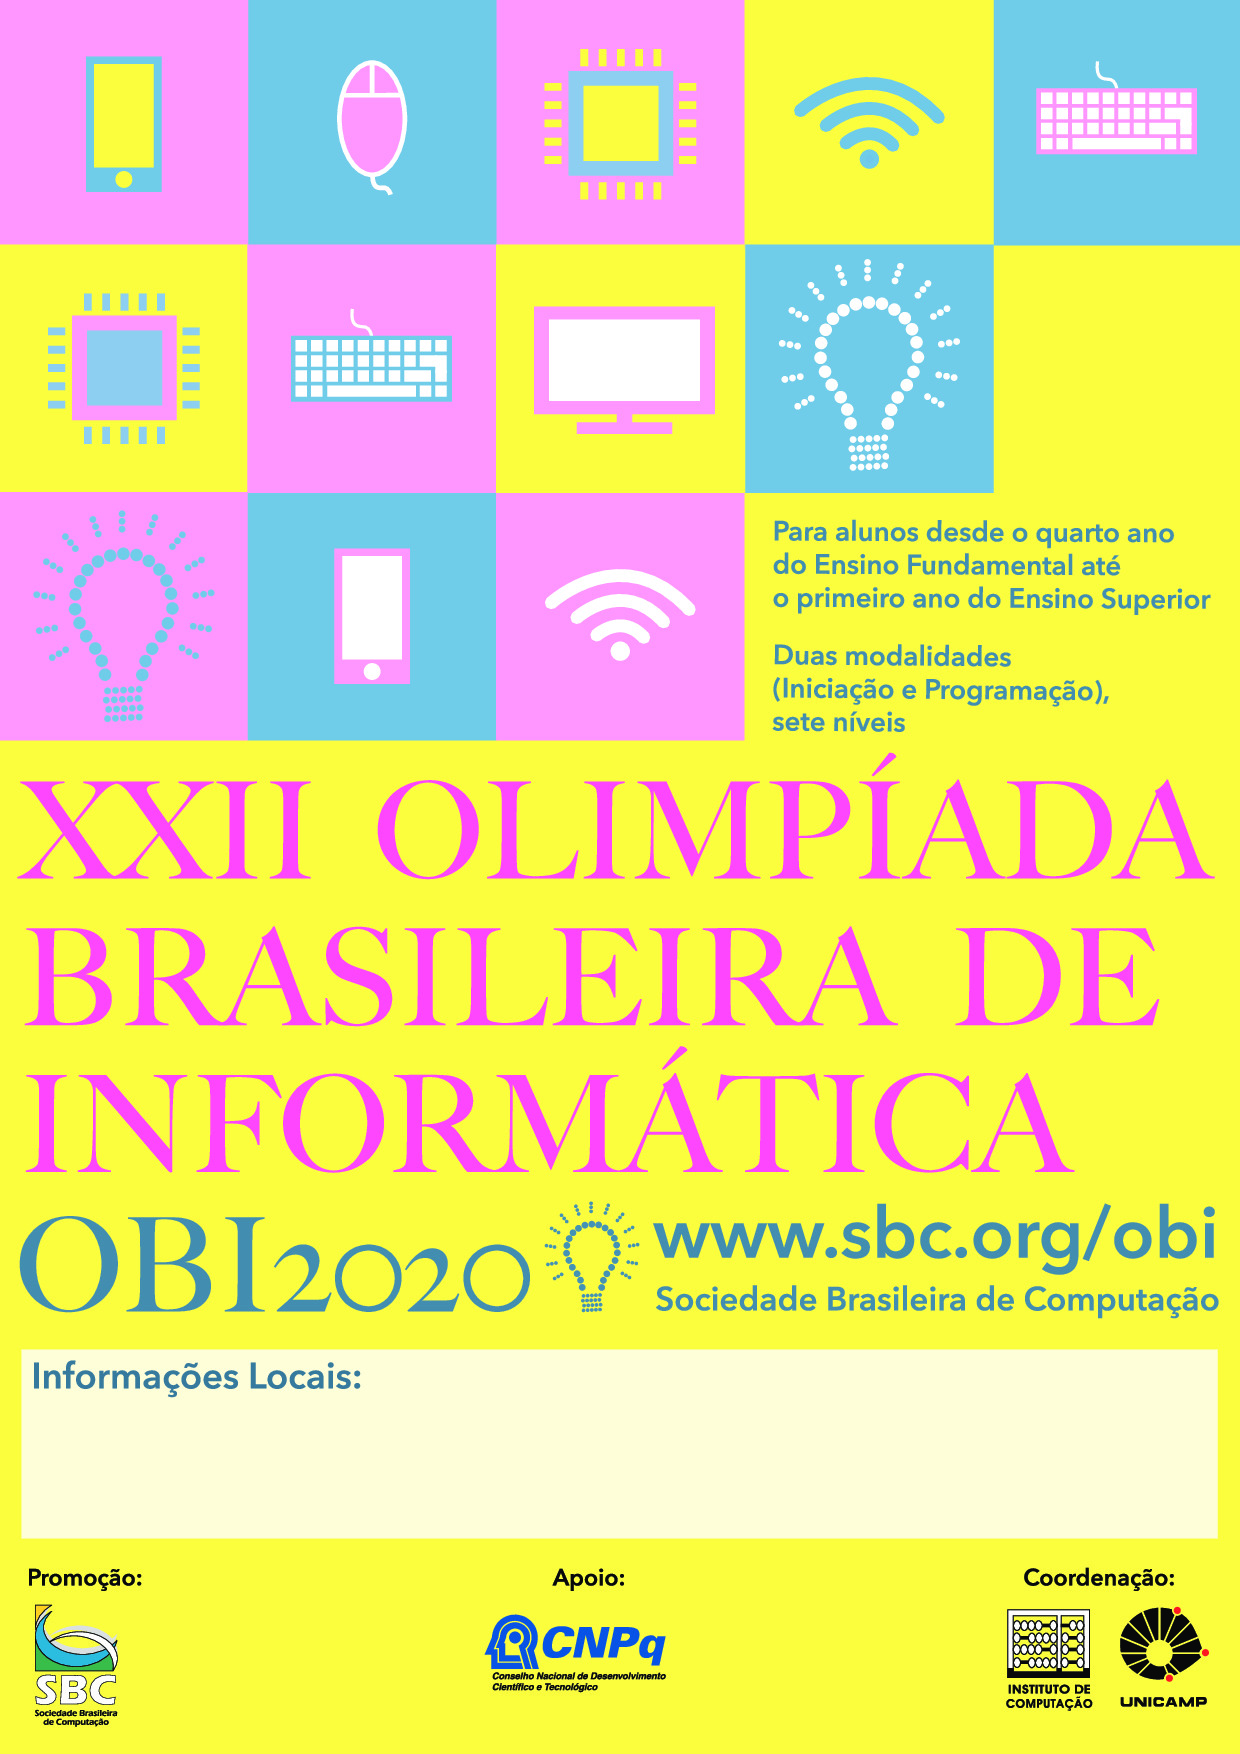 Para alunos desde o quarto ano
do Ensino Fundamental até
o primeiro ano do Ensino Superior
Duas modalidades
(Iniciação e Programação),
sete níveis
XXII OLIMPÍADA
BRASILEIRA DE
INFORMÁTICA
OBI2020
www.sbc.org/obi
Sociedade Brasileira de Computação
Informações Locais:
Promoção:
SBC
Sociedade Brasileira
de Computação
Apoio:
CNPq
Conselho Nacional de Desenvolvimento
Científico e Tecnológico
Coordenação:
INSTITUTO DE
COMPUTAÇÃO
UNICAMP